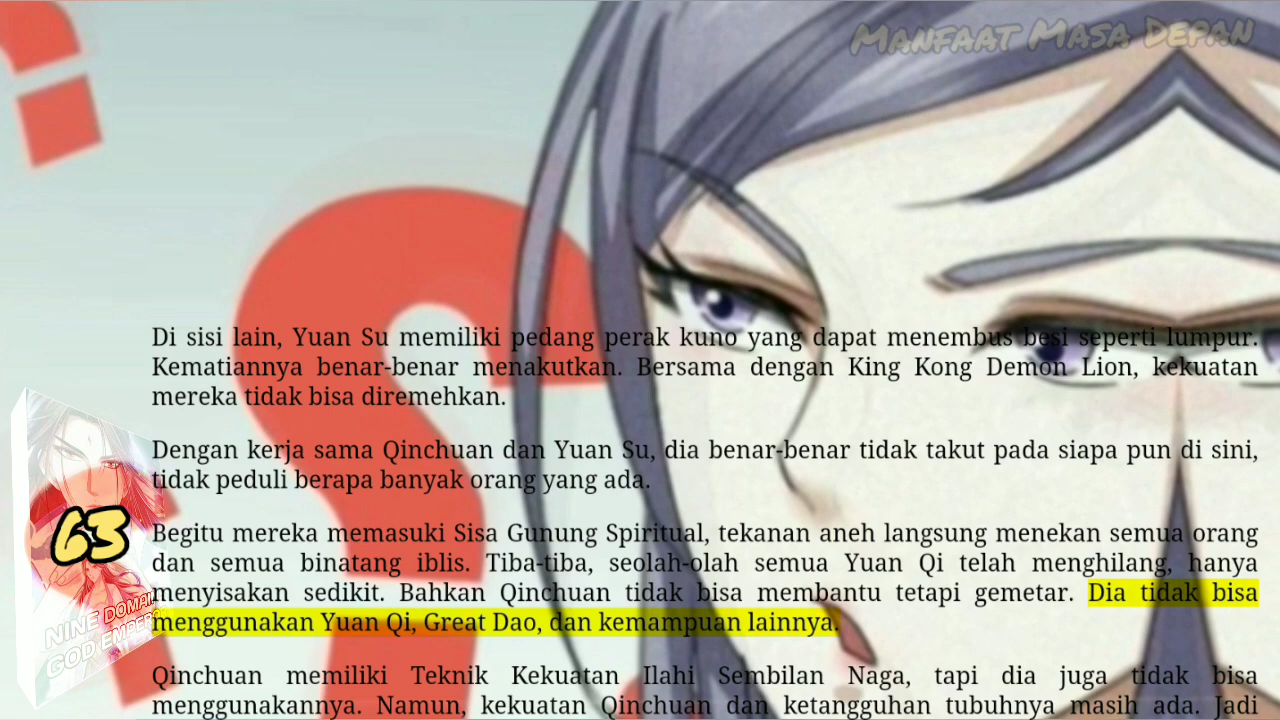 Manfaat Masa Depan
Di sisi lain, Yuan Su memiliki pedang perak kuno yang dapat menembus besi seperti lumpur.
Kematiannya benar-benar menakutkan. Bersama dengan King Kong Demon Lion, kekuatan
mereka tidak bisa diremehkan.
Dengan kerja sama Qinchuan dan Yuan Su, dia benar-benar tidak takut pada siapa pun di sini,
tidak peduli berapa banyak orang yang ada.
Begitu mereka memasuki Sisa Gunung Spiritual, tekanan aneh langsung menekan semua orang
dan semua binatang iblis. Tiba-tiba, seolah-olah semua Yuan Qi telah menghilang, hanya
menyisakan sedikit. Bahkan Qinchuan tidak bisa membantu tetapi gemetar. Dia tidak bisa
menggunakan Yuan Qi, Great Dao, dan kemampuan lainnya.
Qinchuan memiliki Teknik Kekuatan Ilahi Sembilan Naga, tapi dia juga tidak bisa
menggunakannya. Namun, kekuatan Qinchuan dan ketangguhan tubuhnya masih ada. Jadi
63
NINE DOMAIN
GOD EMPEROR